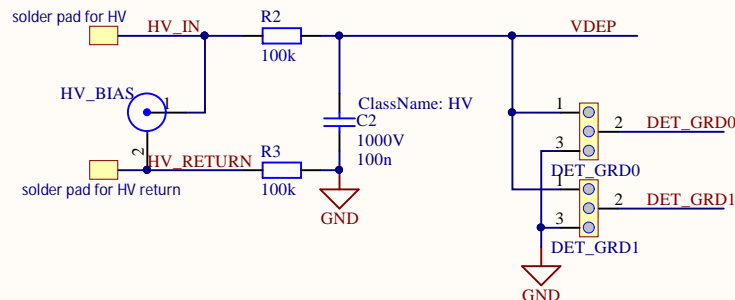 solder pad for HV
HV_IN
R2
100k
VDEP
HV_BIAS
1
2
ClassName: HV
C2
1000V
100n
HV_RETURN
solder pad for HV return
R3
100k
GND
1
2
3
DET_GRD0
DET_GRD0
1
2
3
DET_GRD1
DET_GRD1
GND